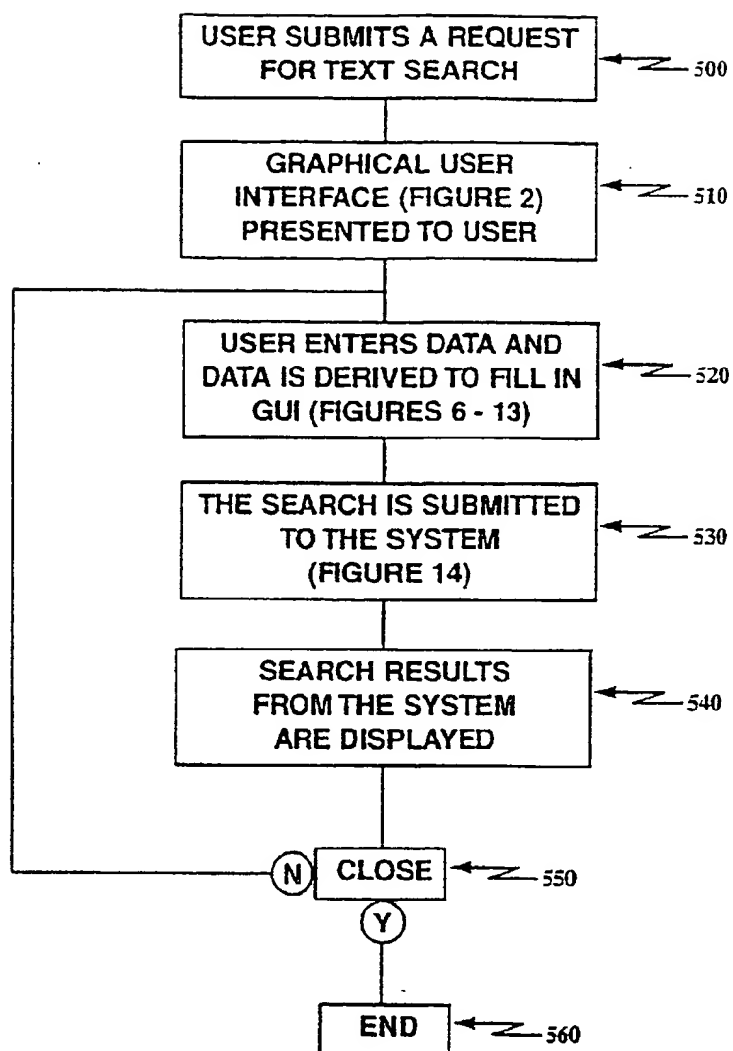 USER SUBMITS A REQUEST
FOR TEXT SEARCH
500
GRAPHICAL USER
INTERFACE (FIGURE 2)
PRESENTED TO USER
510
USER ENTERS DATA AND
DATA IS DERIVED TO FILL IN
GUI (FIGURES 6 - 13)
520
THE SEARCH IS SUBMITTED
TO THE SYSTEM
(FIGURE 14)
530
SEARCH RESULTS
FROM THE SYSTEM
ARE DISPLAYED
540
N
CLOSE
550
Y
END
560